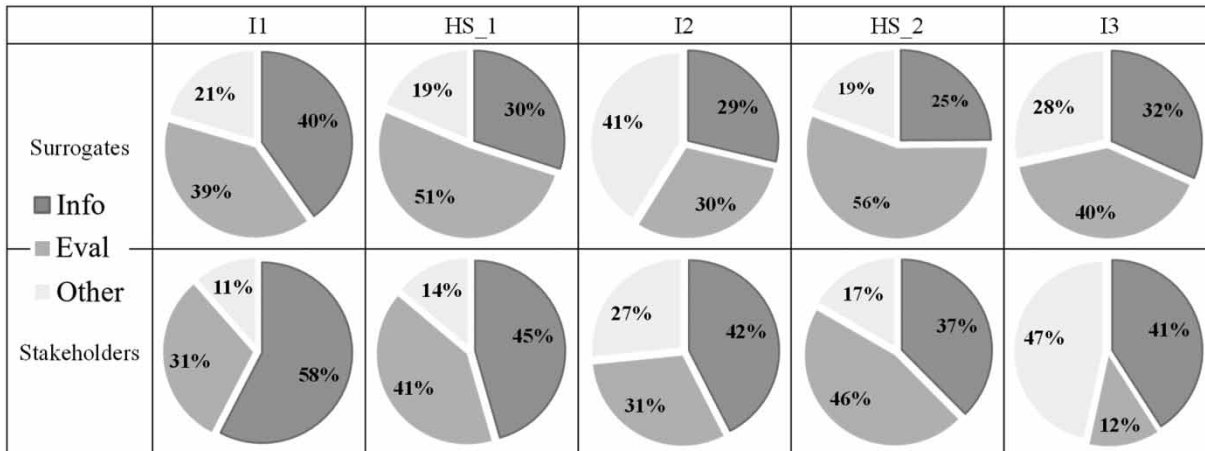 I1 HS_1 I2 HS_2 I3
Surrogates
21% 40% 39%
19% 30% 51%
41% 29% 30%
19% 25% 56%
28% 32% 40%
Info
Eval
Other
Stakeholders
11% 31% 58%
14% 45% 41%
27% 42% 31%
17% 37% 46%
47% 41% 12%